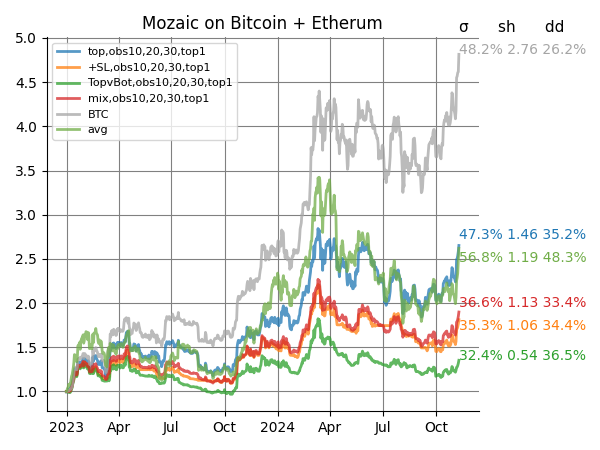 Mozaic on Bitcoin + Etherum
σ sh dd
48.2% 2.76 26.2%
5.0
4.5
4.0
3.5
3.0
2.5
2.0
1.5
1.0
top,obs10,20,30,top1
+SL,obs10,20,30,top1
TopvBot,obs10,20,30,top1
mix,obs10,20,30,top1
BTC
avg
47.3% 1.46 35.2%
56.8% 1.19 48.3%
36.6% 1.13 33.4%
35.3% 1.06 34.4%
32.4% 0.54 36.5%
2023 Apr Jul Oct 2024 Apr Jul Oct